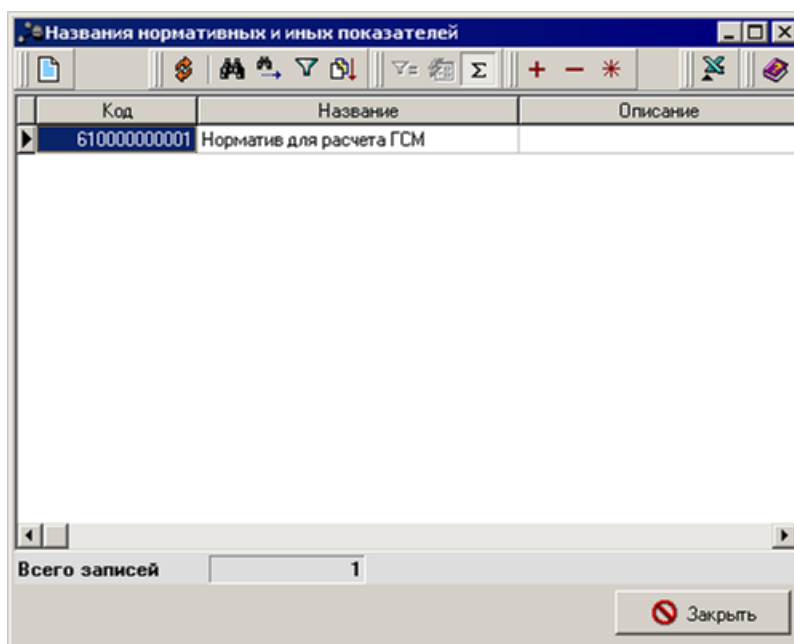 Названия нормативных и иных показателей
Код Название Описание
610000000001 Норматив для расчета ГСМ
Всего записей 1
Закрыть